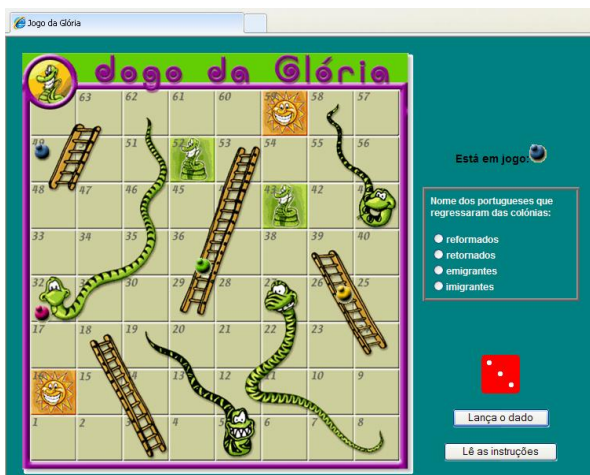 Jogo da Glória
Jogo da Glória
63 62 61 60 59 58 57
49 51 52 53 54 55 56
48 47 46 45 43 42
33 34 35 36 38 39 40
32 30 29 28 27 26 25
17 18 19 20 21 22 23
16 15 13 12 11 10 9
1 2 3 4 5 6 7 8
Está em jogo:
Nome dos portugueses que
regressaram das colónias:
reformados
retornados
emigrantes
imigrantes
Lança o dado
Lê as instruções